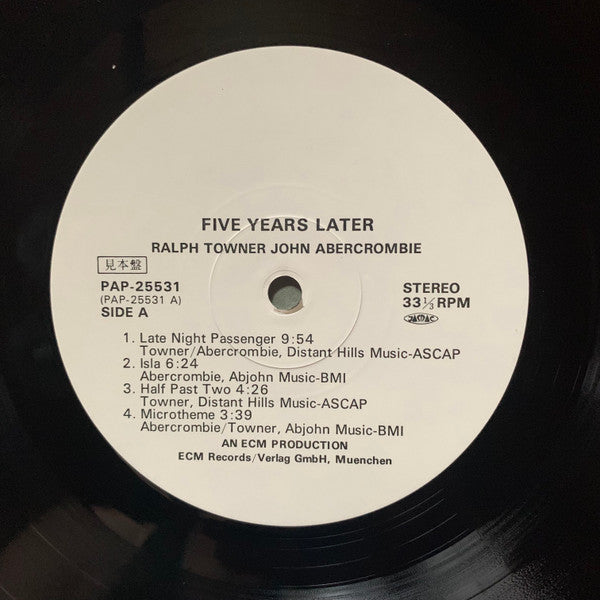 FIVE YEARS LATER
RALPH TOWNER JOHN ABERCROMBIE
見本盤
PAP-25531
(PAP-25531 A)
SIDE A
STEREO
33 1/3 RPM
JASRAC
1. Late Night Passenger 9:54
Towner/Abercrombie, Distant Hills Music-ASCAP
2. Isla 6:24
Abercrombie, Abjohn Music-BMI
3. Half Past Two 4:26
Towner, Distant Hills Music-ASCAP
4. Microtheme 3:39
Abercrombie/Towner, Abjohn Music-BMI
AN ECM PRODUCTION
ECM Records/Verlag GmbH, Muenchen